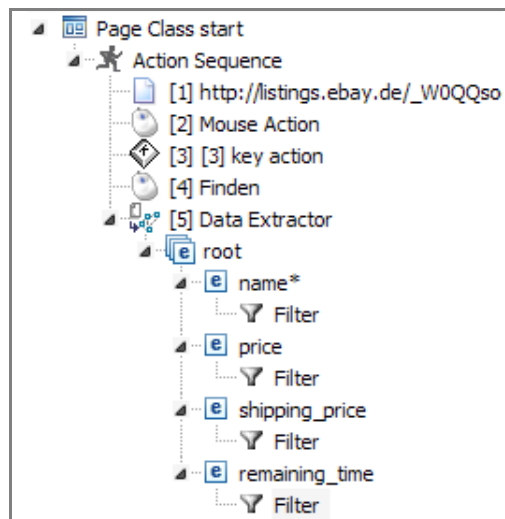 Page Class start
Action Sequence
[1] http://listings.ebay.de/_W0QQso
[2] Mouse Action
[3] [3] key action
[4] Finden
[5] Data Extractor
root
name*
Filter
price
Filter
shipping_price
Filter
remaining_time
Filter